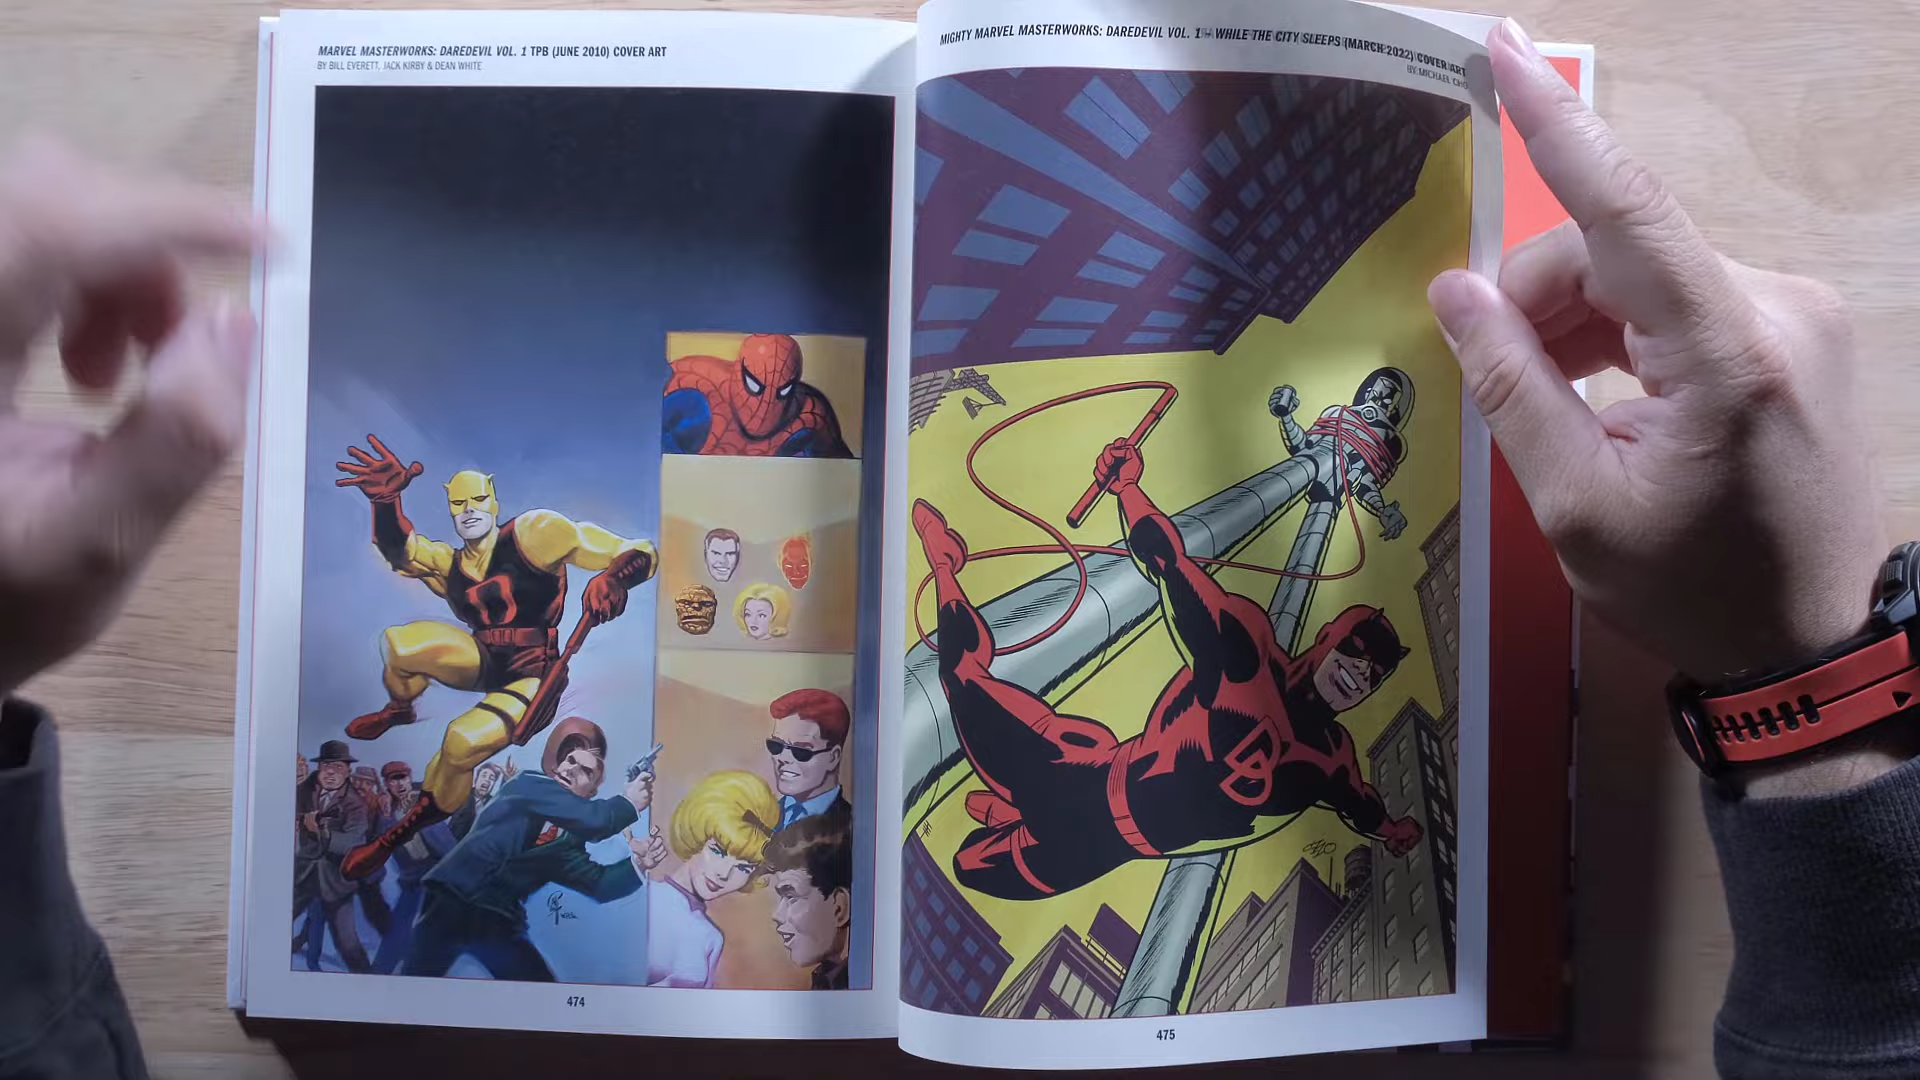 MARVEL MASTERWORKS: DAREDEVIL VOL. 1 TPB (JUNE 2010) COVER ART
BY BILL EVERETT, JACK KIRBY & DEAN WHITE
MIGHTY MARVEL MASTERWORKS: DAREDEVIL VOL. 1 – WHILE THE CITY SLEEPS (MARCH 2022) COVER ART
BY MICHAEL CHO
474
475